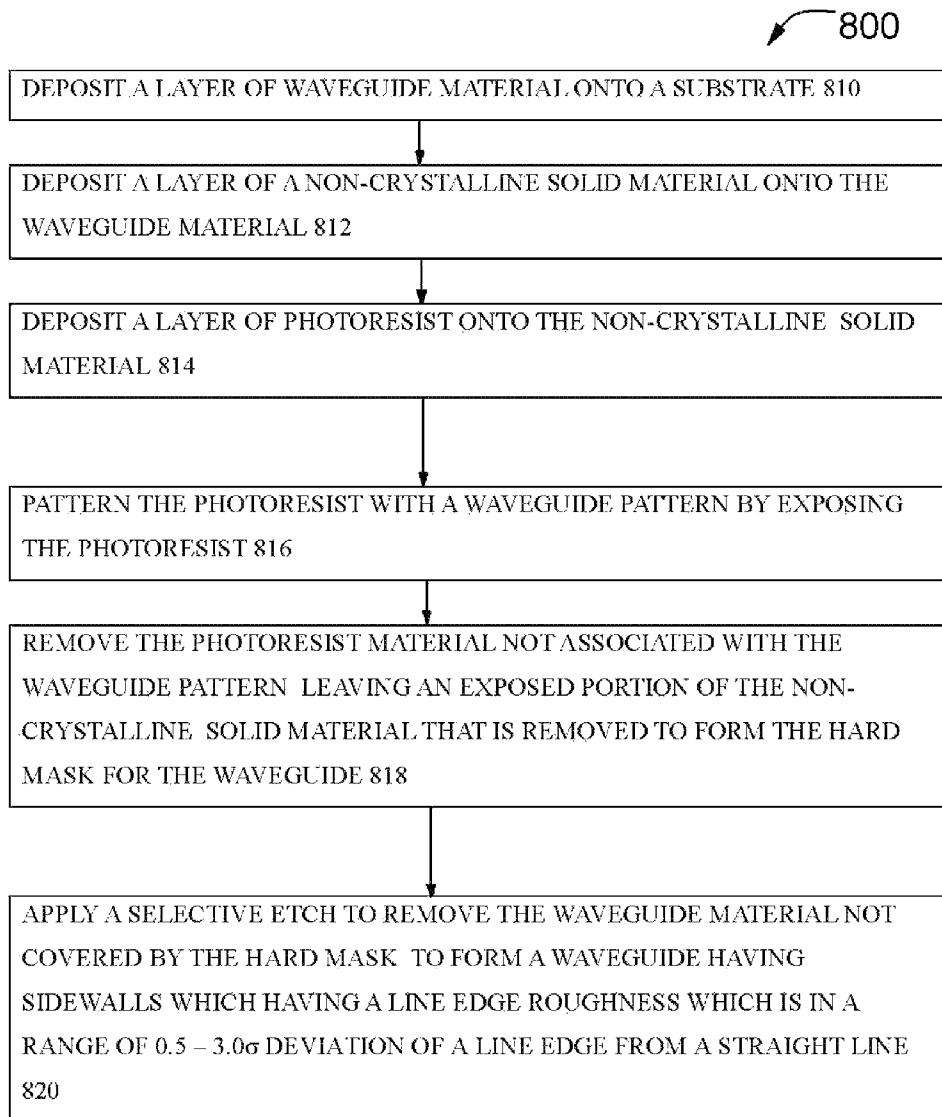 800
DEPOSIT A LAYER OF WAVEGUIDE MATERIAL ONTO A SUBSTRATE 810
DEPOSIT A LAYER OF A NON-CRYSTALLINE SOLID MATERIAL ONTO THE
WAVEGUIDE MATERIAL 812
DEPOSIT A LAYER OF PHOTORESIST ONTO THE NON-CRYSTALLINE SOLID
MATERIAL 814
PATTERN THE PHOTORESIST WITH A WAVEGUIDE PATTERN BY EXPOSING
THE PHOTORESIST 816
REMOVE THE PHOTORESIST MATERIAL NOT ASSOCIATED WITH THE
WAVEGUIDE PATTERN LEAVING AN EXPOSED PORTION OF THE NON-
CRYSTALLINE SOLID MATERIAL THAT IS REMOVED TO FORM THE HARD
MASK FOR THE WAVEGUIDE 818
APPLY A SELECTIVE ETCH TO REMOVE THE WAVEGUIDE MATERIAL NOT
COVERED BY THE HARD MASK TO FORM A WAVEGUIDE HAVING
SIDEWALLS WHICH HAVING A LINE EDGE ROUGHNESS WHICH IS IN A
RANGE OF 0.5 – 3.0σ DEVIATION OF A LINE EDGE FROM A STRAIGHT LINE
820